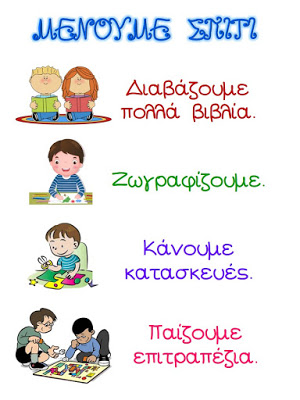 ΜΕΝΟΥΜΕ ΣΠΙΤΙ
Διαβάζουμε
πολλά βιβλία.
Ζωγραφίζουμε.
Κάνουμε
κατασκευές.
Παίζουμε
επιτραπέζια.